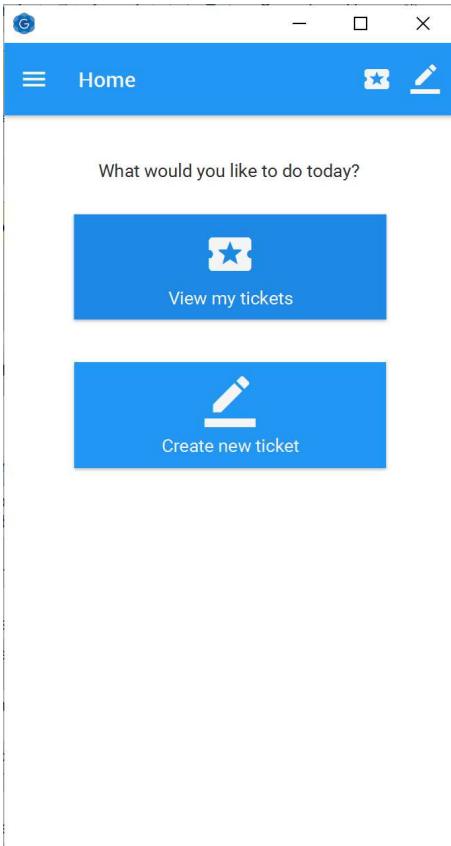 G
Home
What would you like to do today?
View my tickets
Create new ticket